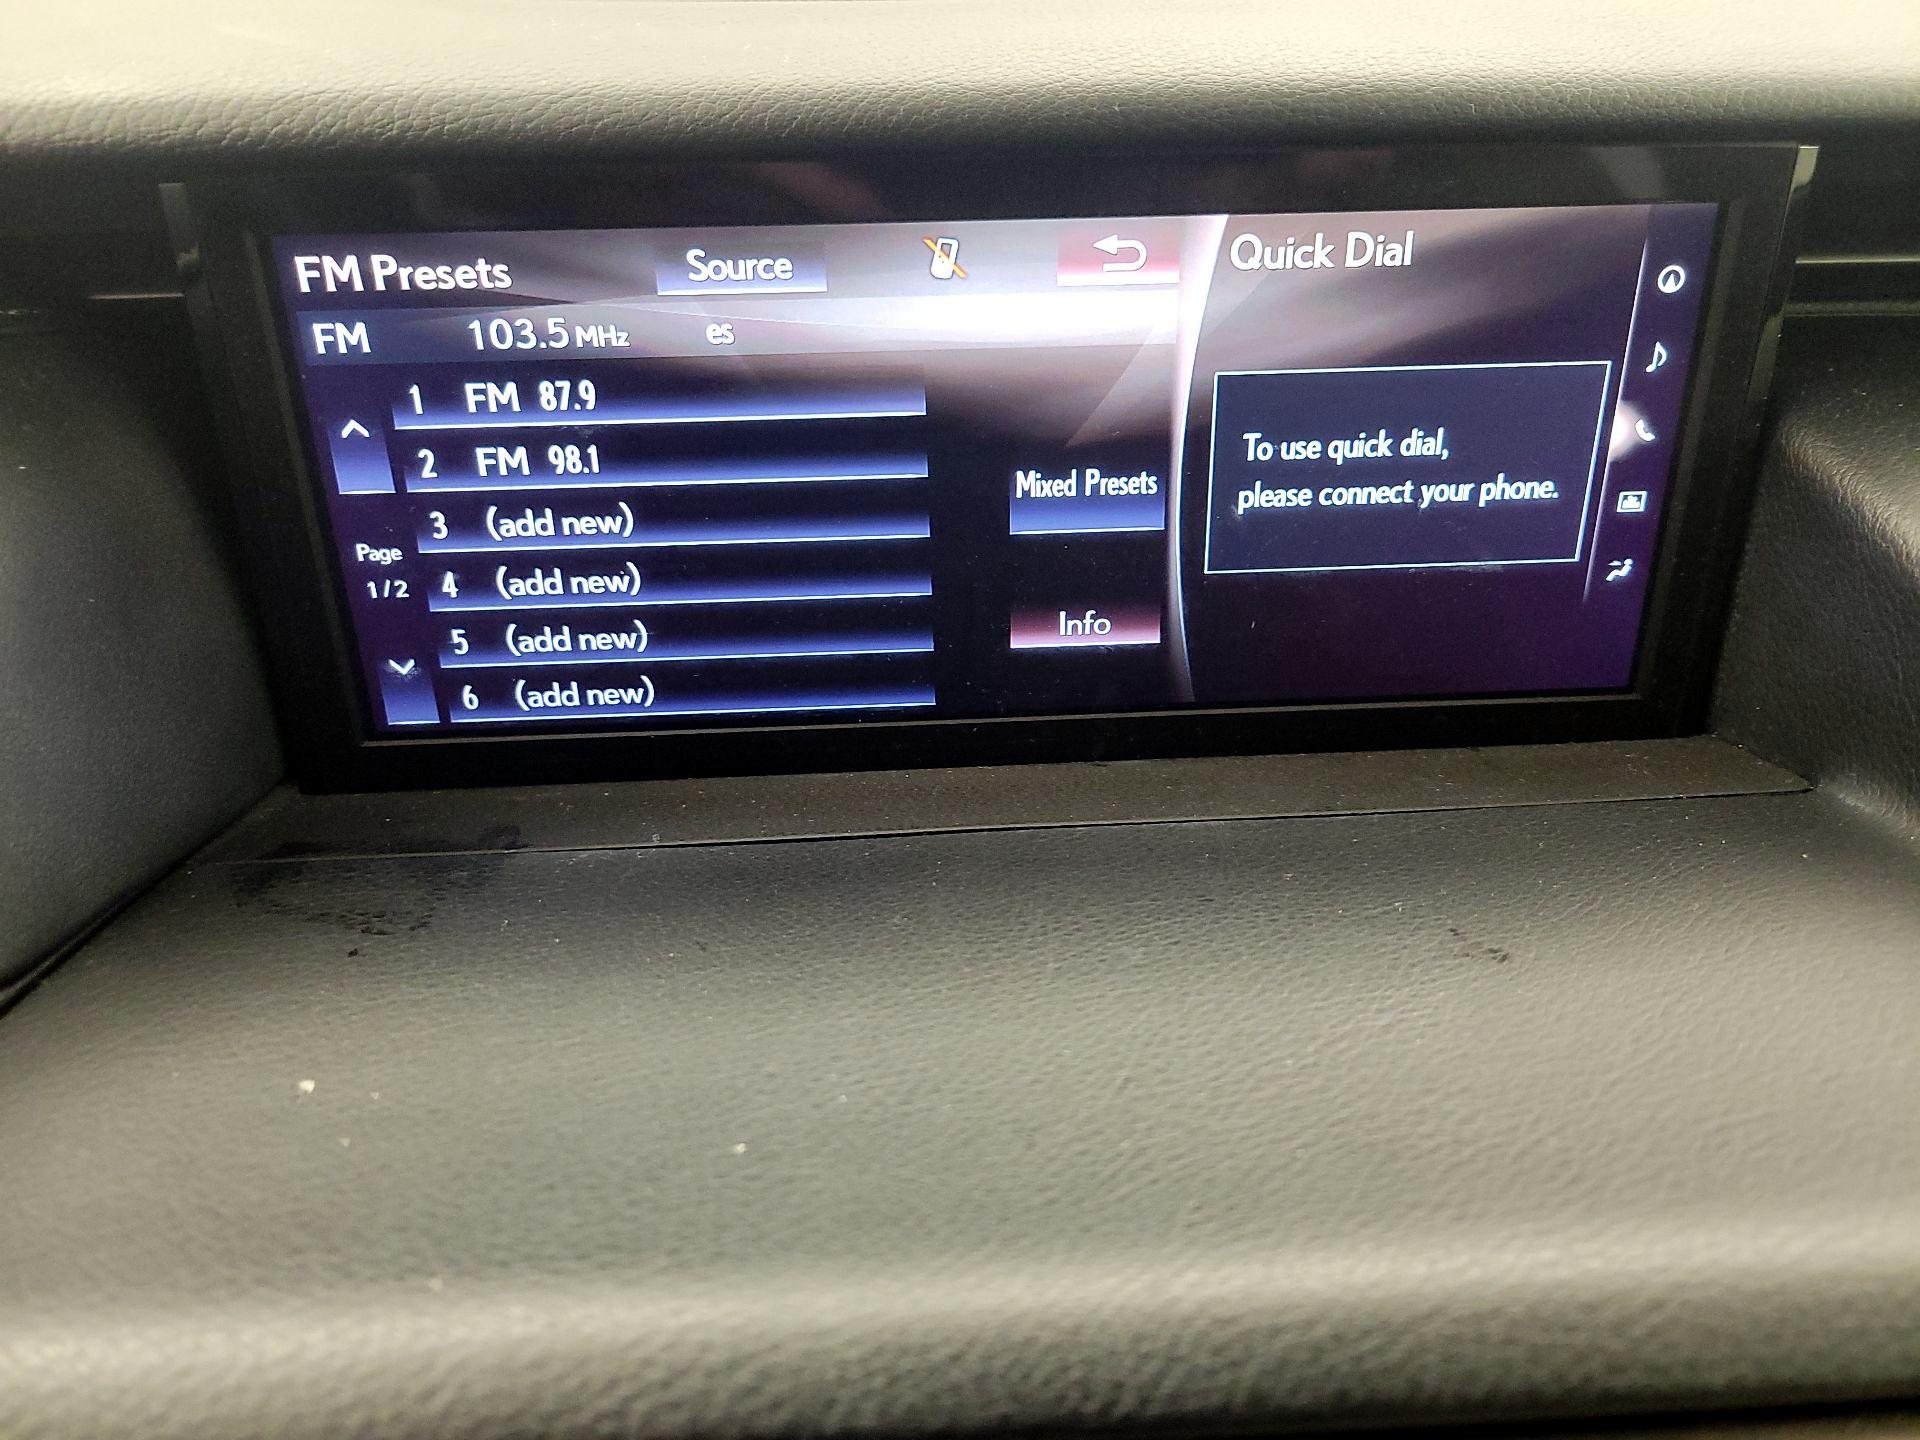 FM Presets
Source
FM 103.5 MHz es
1 FM 87.9
2 FM 98.1
3 (add new)
4 (add new)
5 (add new)
6 (add new)
Page
1/2
Mixed Presets
Info
Quick Dial
To use quick dial,
please connect your phone.